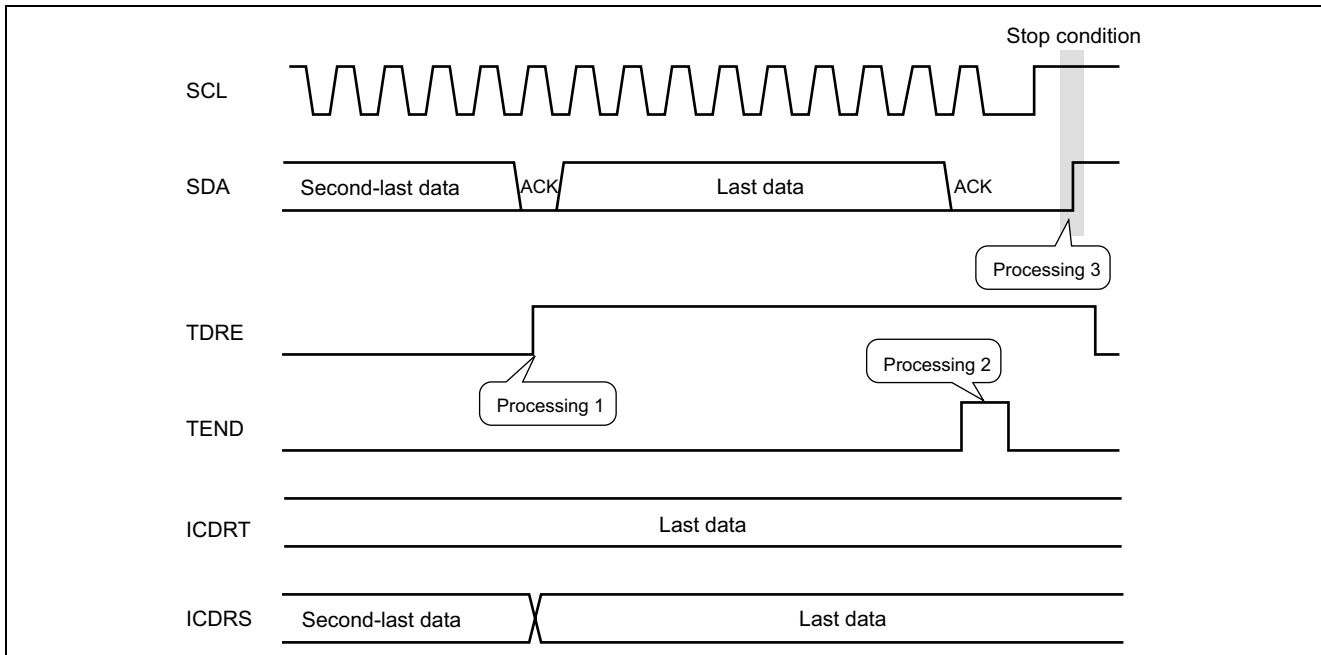 Stop condition
SCL
SDA Second-last data ACK Last data ACK
Processing 3
TDRE
Processing 2
Processing 1
TEND
ICDRT Last data
ICDRS Second-last data Last data